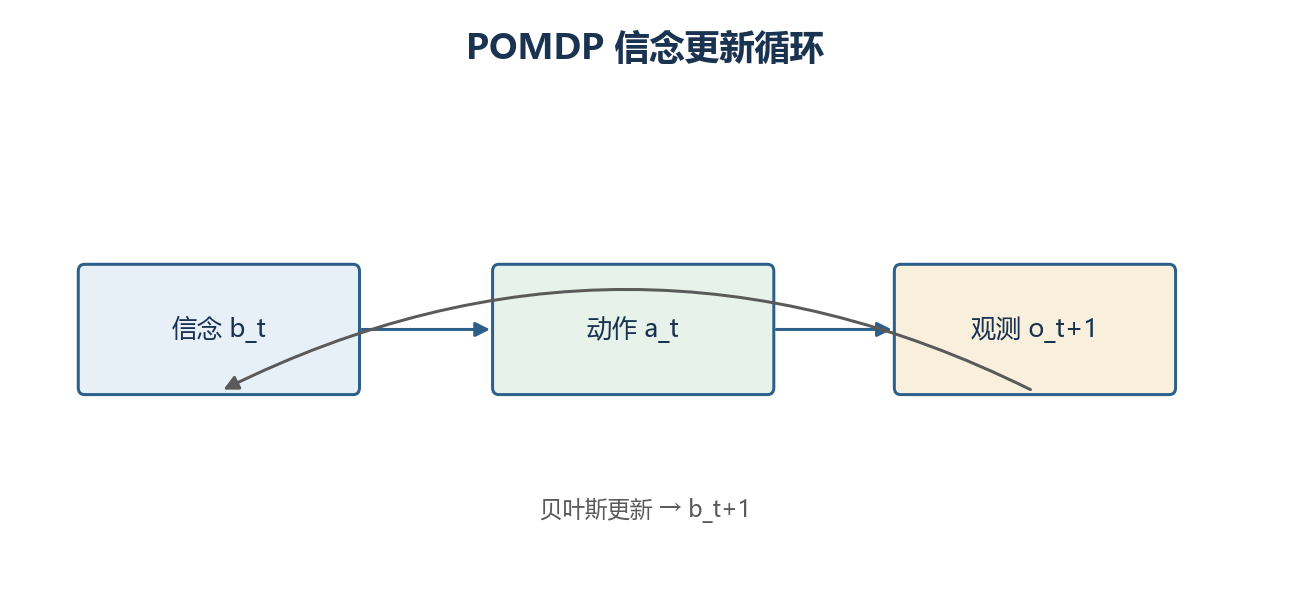 POMDP 信念更新循环
信念 b_t
动作 a_t
观测 o_t+1
贝叶斯更新 → b_t+1